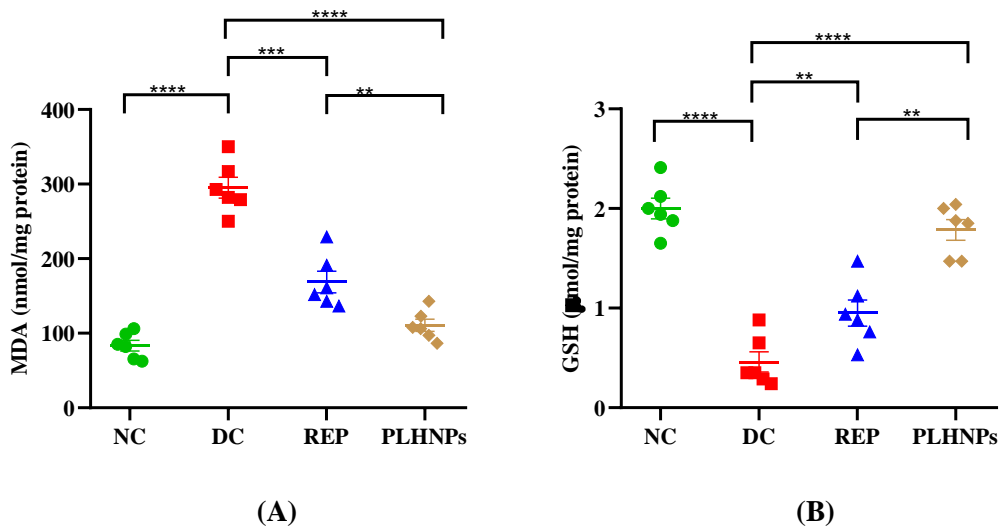 ****
***
****
**
400
300
200
100
0
MDA (nmol/mg protein)
NC DC REP PLHNPs
(A)
****
**
****
**
3
2
1
0
GSH ( mol/mg protein)
NC DC REP PLHNPs
(B)